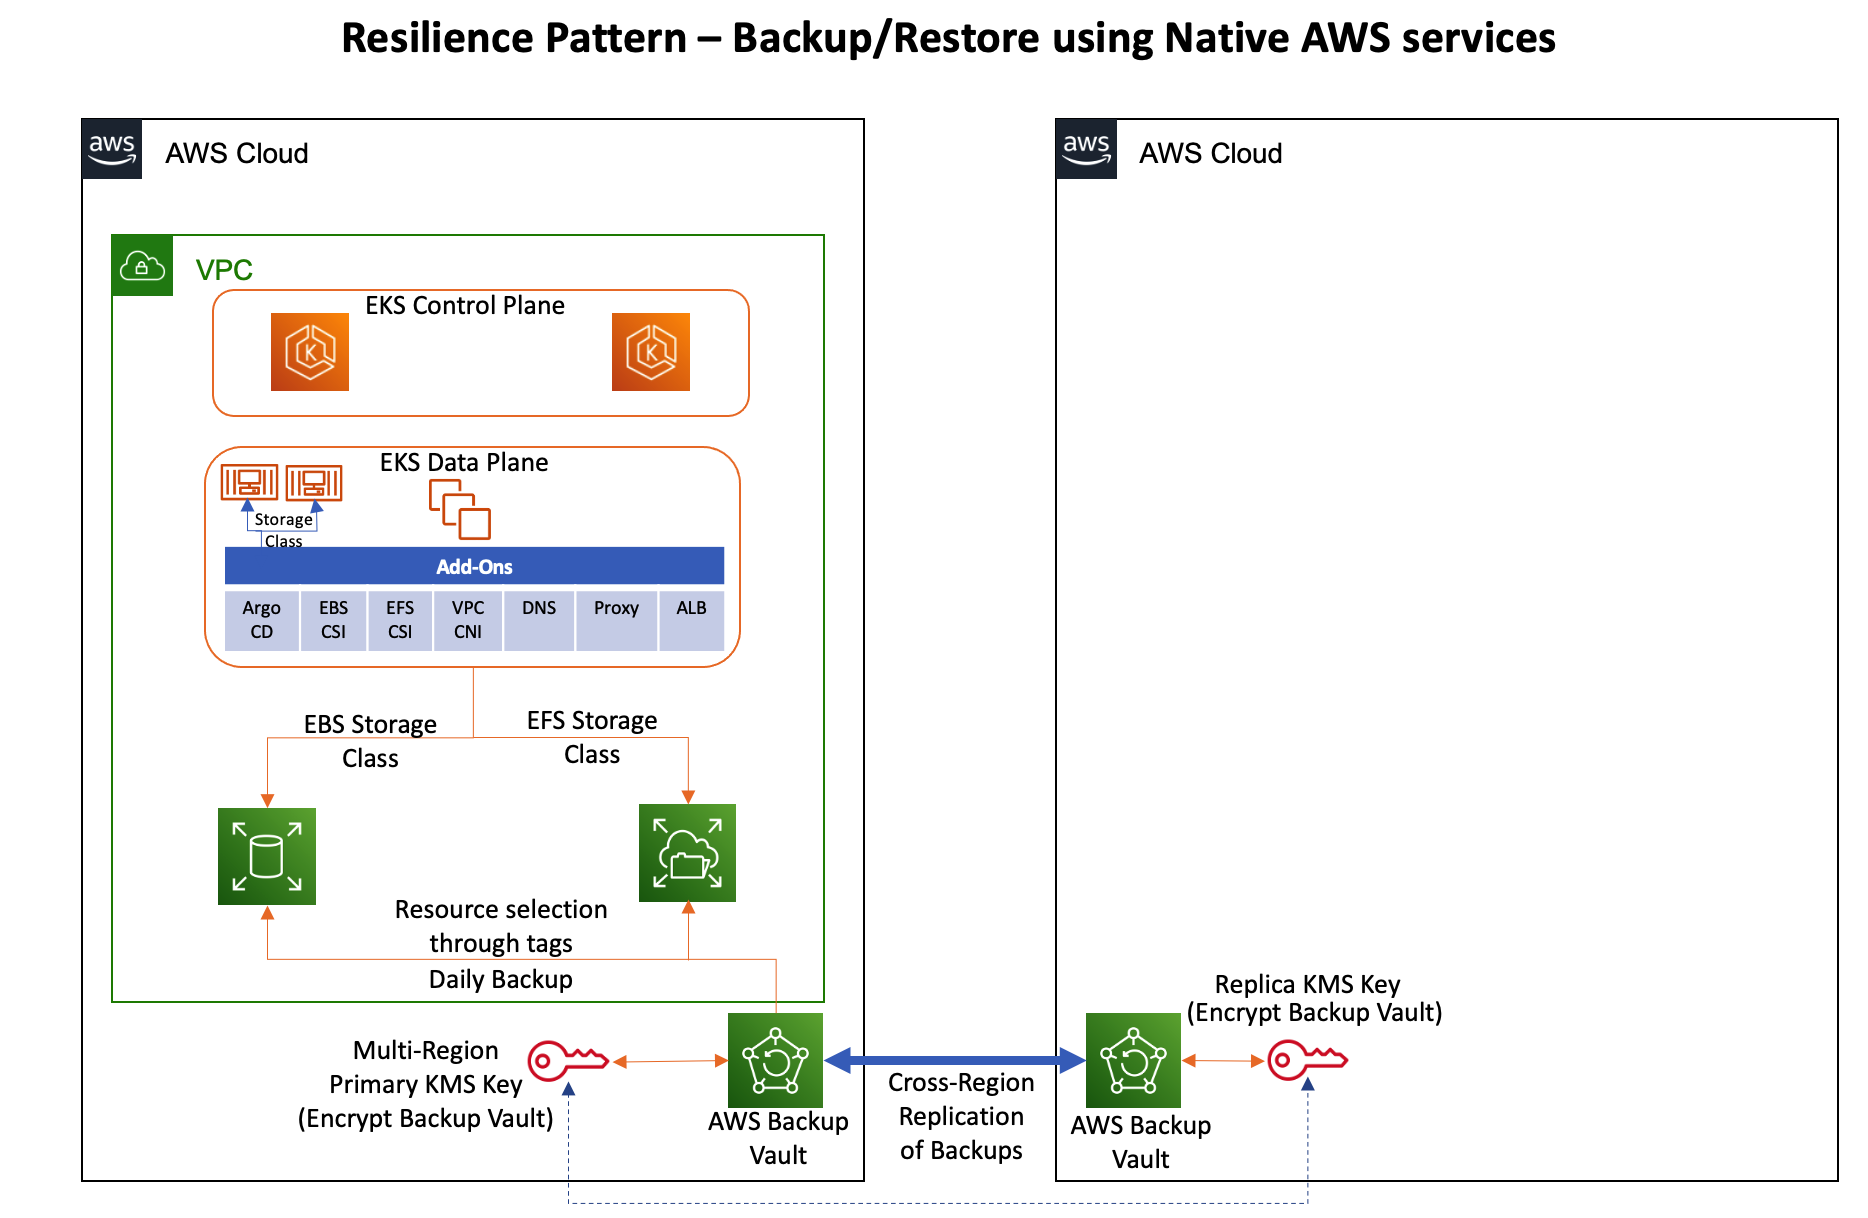 Resilience Pattern – Backup/Restore using Native AWS services
aws
AWS Cloud
aws
AWS Cloud
VPC
EKS Control Plane
K
K
EKS Data Plane
Storage
Class
Add-Ons
Argo
CD
EBS
CSI
EFS
CSI
VPC
CNI
DNS
Proxy
ALB
EBS Storage
Class
EFS Storage
Class
Resource selection
through tags
Daily Backup
Multi-Region
Primary KMS Key
(Encrypt Backup Vault)
AWS Backup
Vault
Cross-Region
Replication
of Backups
AWS Backup
Vault
Replica KMS Key
(Encrypt Backup Vault)